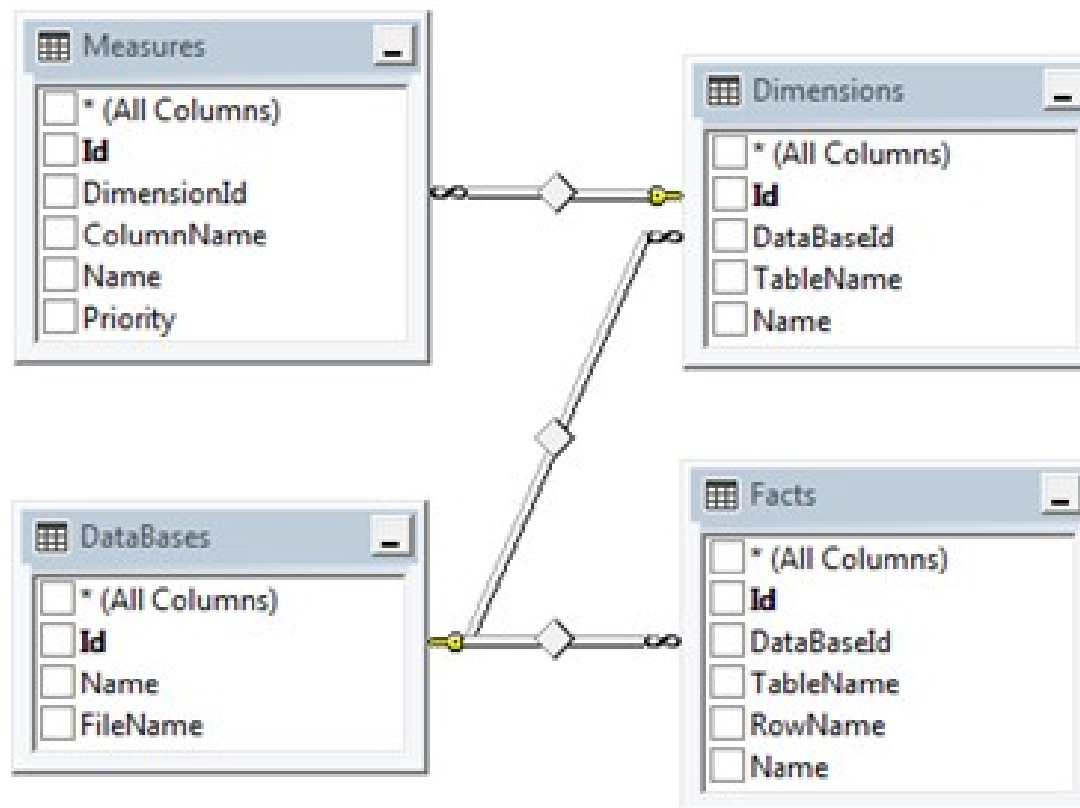 Measures
* (All Columns)
Id
DimensionId
ColumnName
Name
Priority
Dimensions
* (All Columns)
Id
DataBaseId
TableName
Name
DataBases
* (All Columns)
Id
Name
FileName
Facts
* (All Columns)
Id
DataBaseId
TableName
RowName
Name